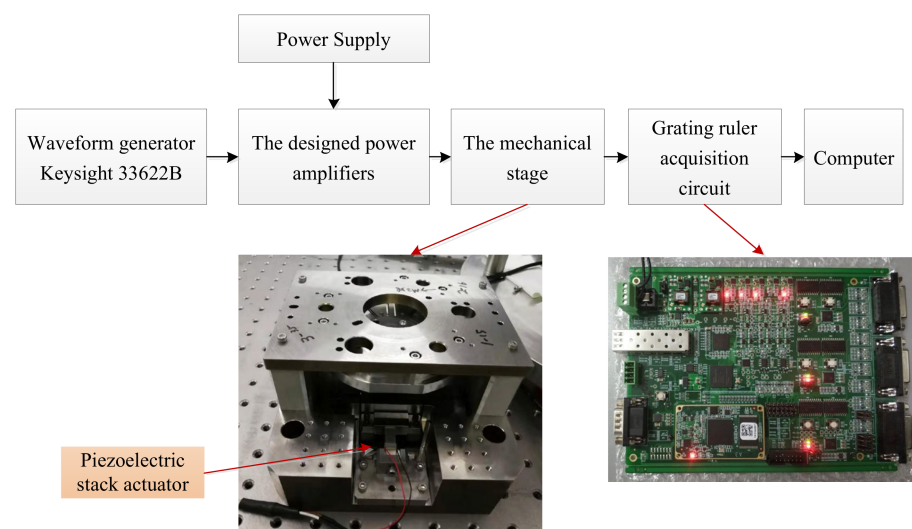 Power Supply
Waveform generator
Keysight 33622B
The designed power
amplifiers
The mechanical
stage
Grating ruler
acquisition
circuit
Computer
Piezoelectric
stack actuator